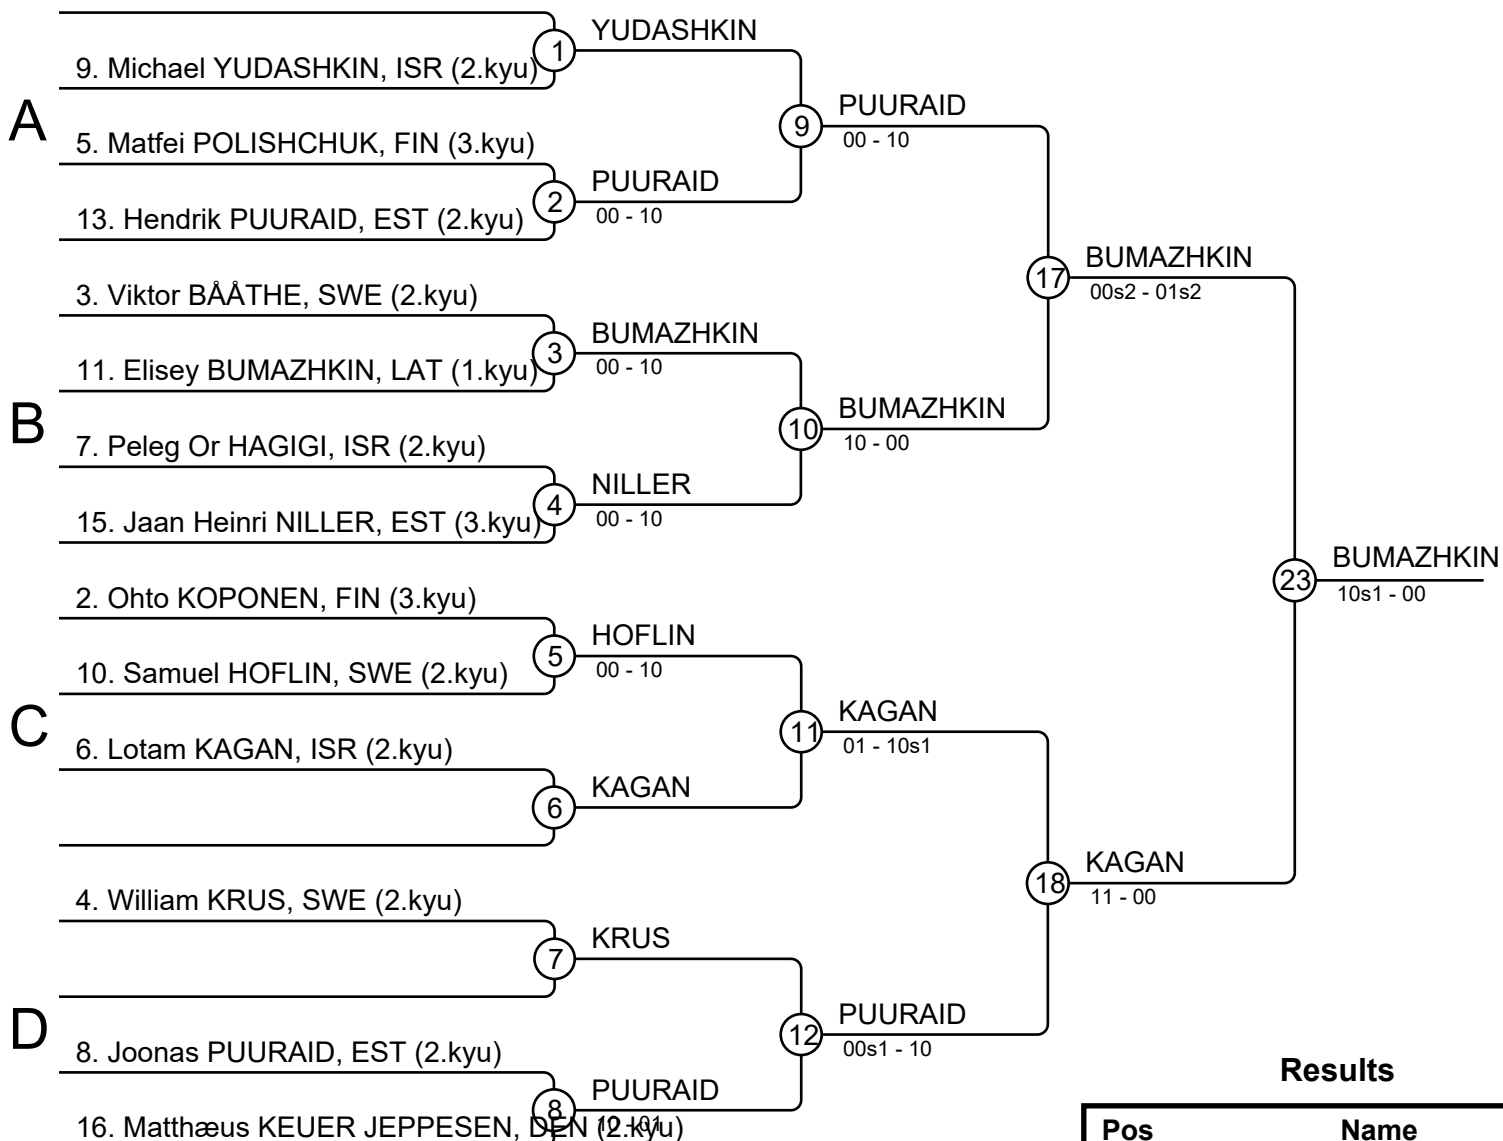 YUDASHKIN
1
9. Michael YUDASHKIN, ISR (2.kyu)
A
PUURAID
9
00 - 10
5. Matfei POLISHCHUK, FIN (3.kyu)
PUURAID
2
00 - 10
13. Hendrik PUURAID, EST (2.kyu)
BUMAZHKIN
17
00s2 - 01s2
3. Viktor BÅÅTHE, SWE (2.kyu)
BUMAZHKIN
3
00 - 10
11. Elisey BUMAZHKIN, LAT (1.kyu)
B
BUMAZHKIN
10
10 - 00
7. Peleg Or HAGIGI, ISR (2.kyu)
NILLER
4
00 - 10
15. Jaan Heinri NILLER, EST (3.kyu)
BUMAZHKIN
23
10s1 - 00
2. Ohto KOPONEN, FIN (3.kyu)
HOFLIN
5
00 - 10
10. Samuel HOFLIN, SWE (2.kyu)
C
KAGAN
11
01 - 10s1
6. Lotam KAGAN, ISR (2.kyu)
KAGAN
6
KAGAN
18
11 - 00
4. William KRUS, SWE (2.kyu)
KRUS
7
D
PUURAID
12
00s1 - 10
8. Joonas PUURAID, EST (2.kyu)
PUURAID
8
16. Matthæus KEUER JEPPESEN, DEN (2.kyu)
Results
Pos Name